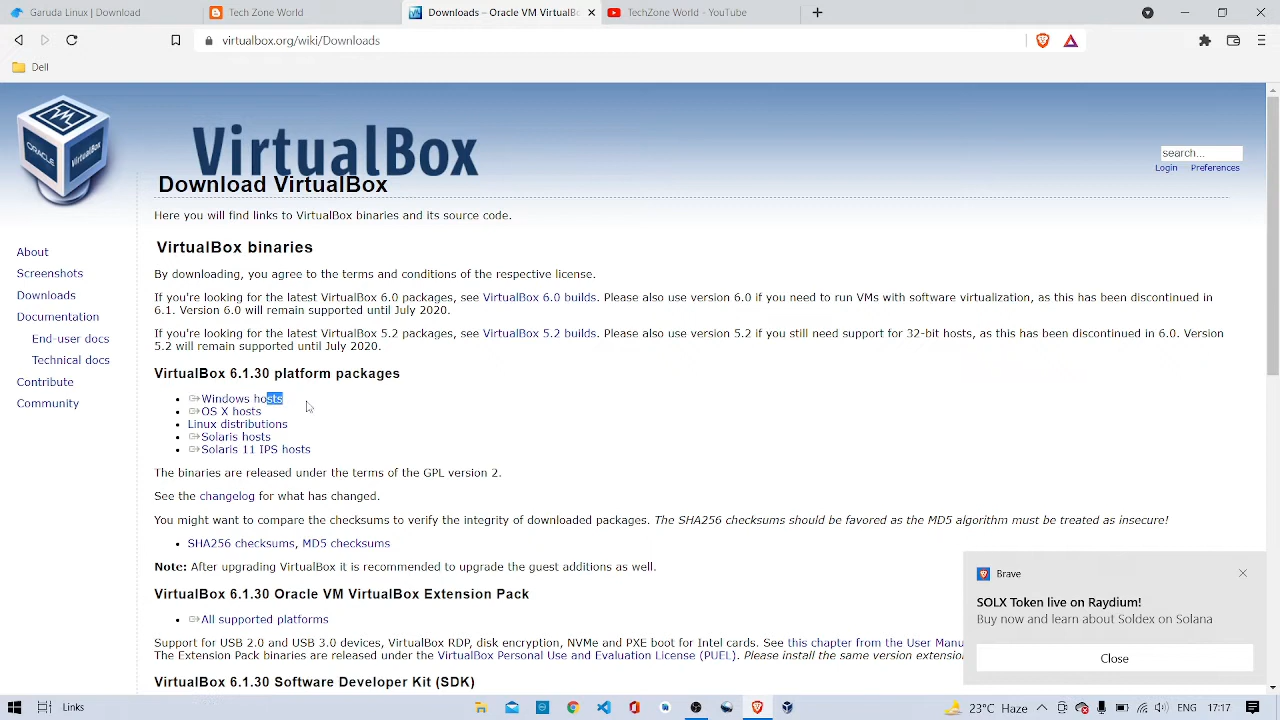 Garuda Linux | Download
Tech Zone World
Downloads – Oracle VM VirtualBo
TechZone World - YouTube
virtualbox.org/wiki/Downloads
Dell
ORACLE
VirtualBox
VirtualBox
search...
Login Preferences
Download VirtualBox
Here you will find links to VirtualBox binaries and its source code.
About
Screenshots
Downloads
Documentation
End-user docs
Technical docs
Contribute
Community
VirtualBox binaries
By downloading, you agree to the terms and conditions of the respective license.
If you're looking for the latest VirtualBox 6.0 packages, see VirtualBox 6.0 builds. Please also use version 6.0 if you need to run VMs with software virtualization, as this has been discontinued in
6.1. Version 6.0 will remain supported until July 2020.
If you're looking for the latest VirtualBox 5.2 packages, see VirtualBox 5.2 builds. Please also use version 5.2 if you still need support for 32-bit hosts, as this has been discontinued in 6.0. Version
5.2 will remain supported until July 2020.
VirtualBox 6.1.30 platform packages
Windows hosts
OS X hosts
Linux distributions
Solaris hosts
Solaris 11 IPS hosts
The binaries are released under the terms of the GPL version 2.
See the changelog for what has changed.
You might want to compare the checksums to verify the integrity of downloaded packages. The SHA256 checksums should be favored as the MD5 algorithm must be treated as insecure!
SHA256 checksums, MD5 checksums
Note: After upgrading VirtualBox it is recommended to upgrade the guest additions as well.
VirtualBox 6.1.30 Oracle VM VirtualBox Extension Pack
All supported platforms
Support for USB 2.0 and USB 3.0 devices, VirtualBox RDP, disk encryption, NVMe and PXE boot for Intel cards. See this chapter from the User Manu
The Extension Pack binaries are released under the VirtualBox Personal Use and Evaluation License (PUEL). Please install the same version extension
VirtualBox 6.1.30 Software Developer Kit (SDK)
Brave
SOLX Token live on Raydium!
Buy now and learn about Soldex on Solana
Close
Links
23°C Haze
ENG
17:17